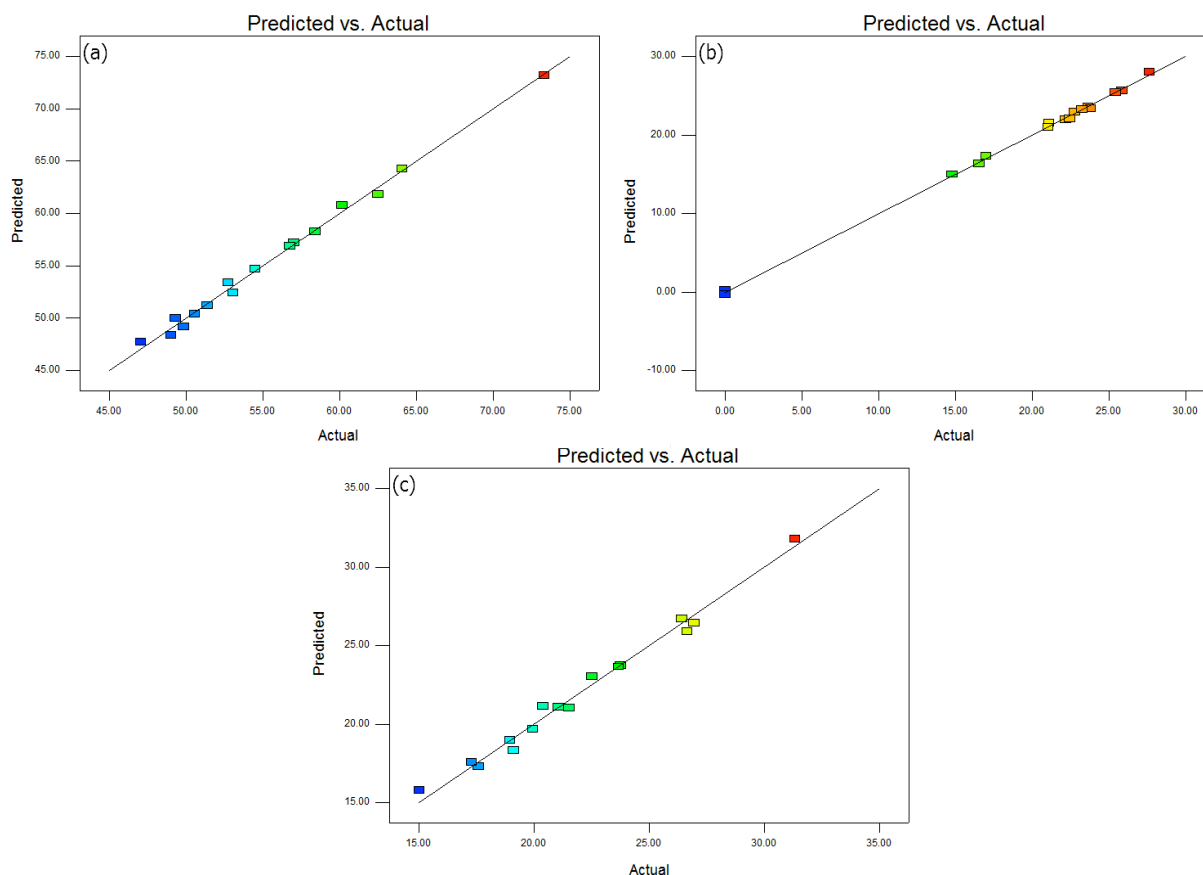 Predicted vs. Actual
(a)
75.00
70.00
65.00
60.00
55.00
50.00
45.00
Predicted
45.00 50.00 55.00 60.00 65.00 70.00 75.00
Actual
Predicted vs. Actual
(b)
30.00
20.00
10.00
0.00
-10.00
Predicted
0.00 5.00 10.00 15.00 20.00 25.00 30.00
Actual
Predicted vs. Actual
(c)
35.00
30.00
25.00
20.00
15.00
Predicted
15.00 20.00 25.00 30.00 35.00
Actual